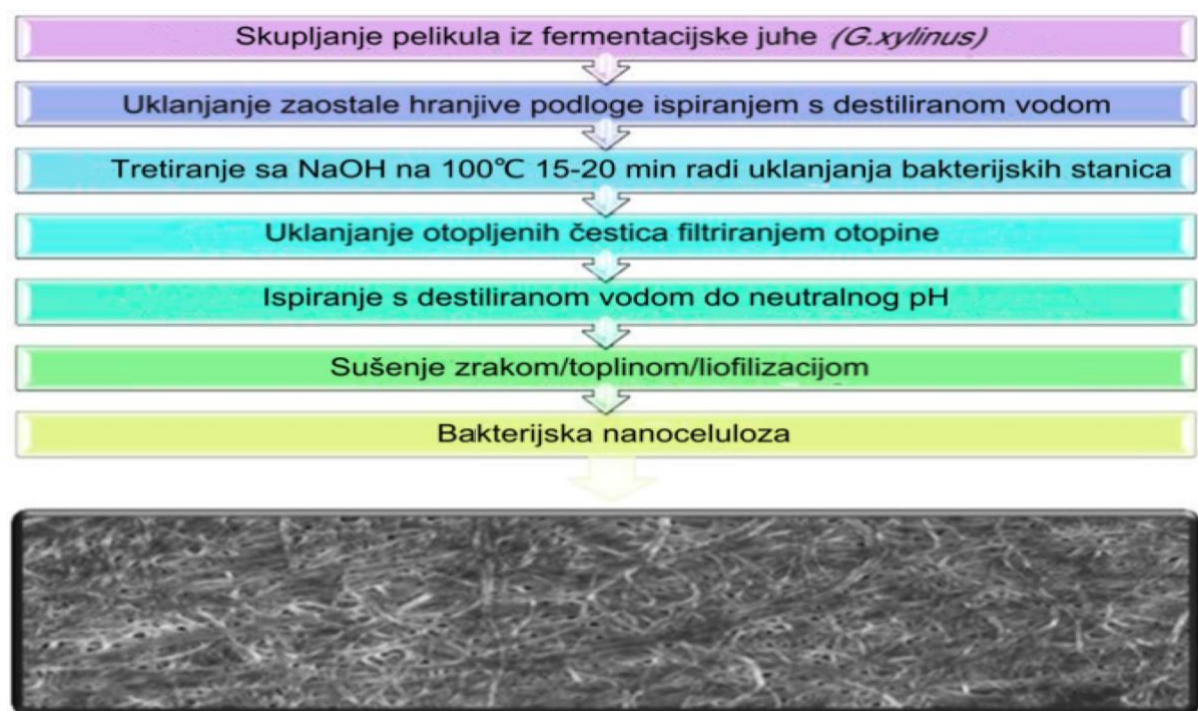 Skupljanje pelikula iz fermentacijske juhe (G.xylinus)
Uklanjanje zaostale hranjive podloge ispiranjem s destiliranom vodom
Tretiranje sa NaOH na 100℃ 15-20 min radi uklanjanja bakterijskih stanica
Uklanjanje otopljenih čestica filtriranjem otopine
Ispiranje s destiliranom vodom do neutralnog pH
Sušenje zrakom/toplinom/liofilizacijom
Bakterijska nanoceluloza